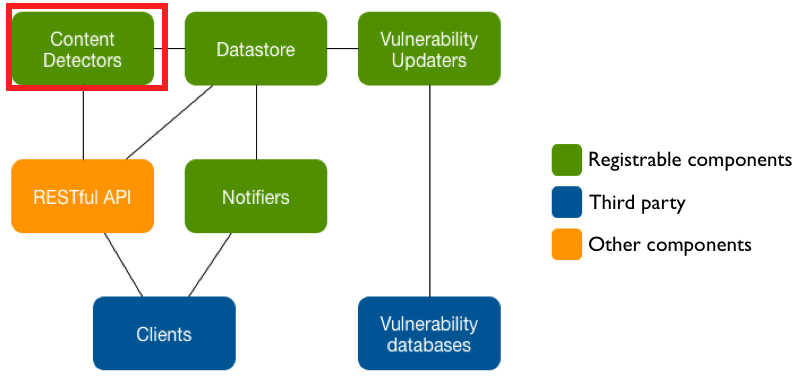 Content
Detectors
Datastore
Vulnerability
Updaters
RESTful API
Notifiers
Clients
Vulnerability
databases
Registrable components
Third party
Other components